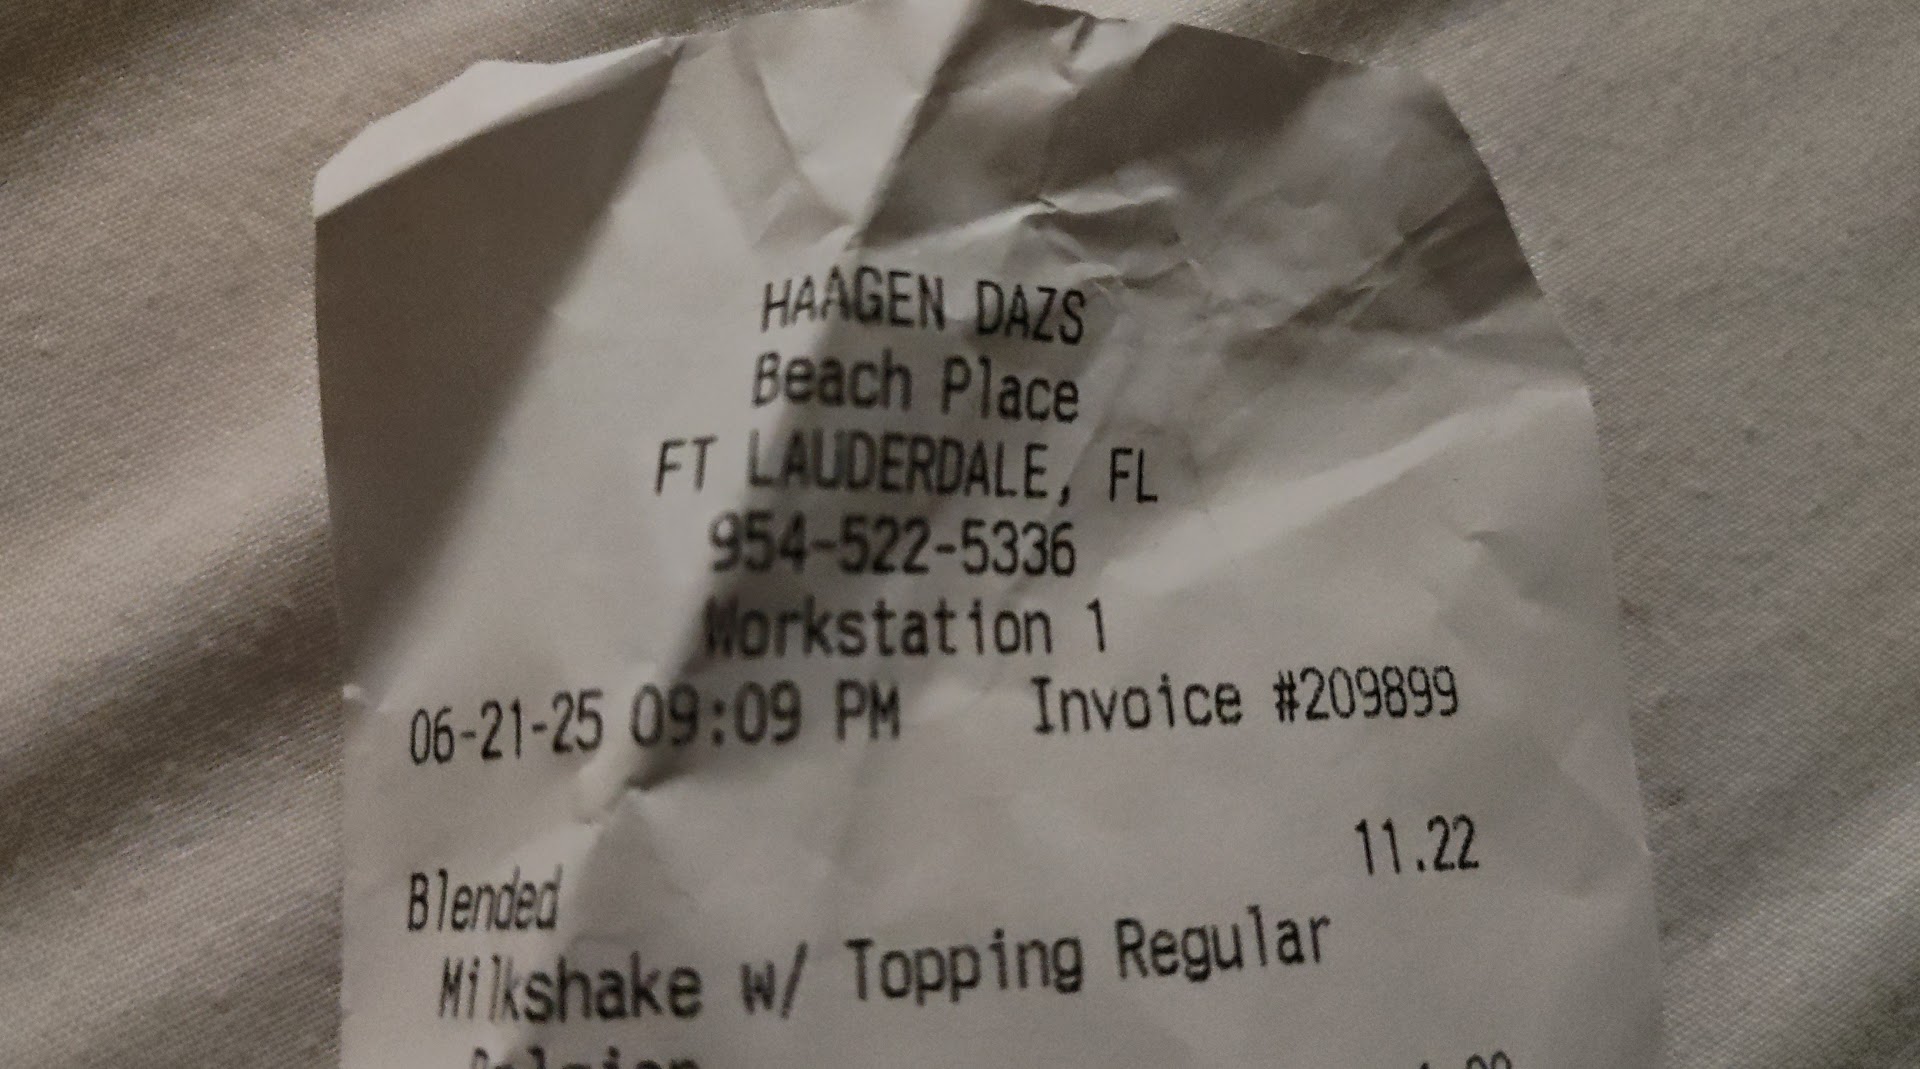 HAAGEN DAZS
Beach Place
FT LAUDERDALE, FL
954-522-5336
Workstation 1
06-21-25 09:09 PM Invoice #209899
Blended 11.22
Milkshake w/ Topping Regular